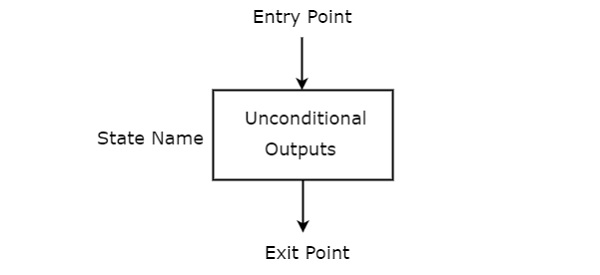 Entry Point
Unconditional
State Name
Outputs
Exit Point